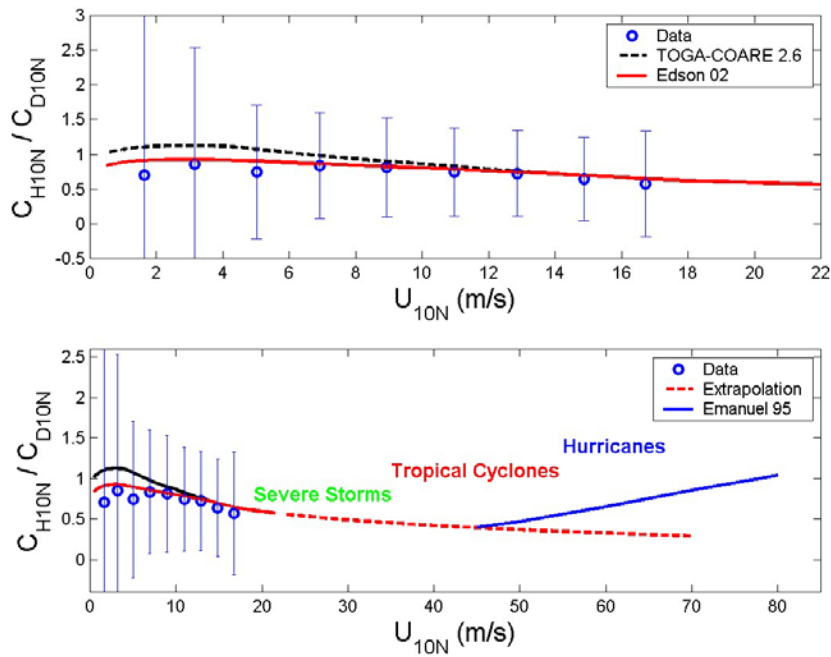 3
2.5
2
1.5
1
0.5
0
-0.5
C_H10N / C_D10N
Data
TOGA-COARE 2.6
Edson 02
0 2 4 6 8 10 12 14 16 18 20 22
U_10N (m/s)
2.5
2
1.5
1
0.5
0
C_H10N / C_D10N
Data
Extrapolation
Emanuel 95
Hurricanes
Tropical Cyclones
Severe Storms
0 10 20 30 40 50 60 70 80
U_10N (m/s)